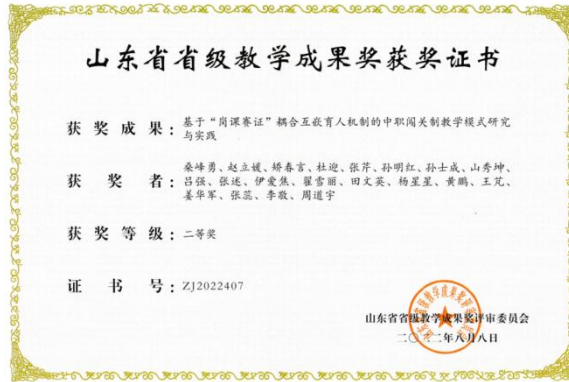 山东省省级教学成果奖获奖证书
获奖成果：基于“岗课赛证”耦合互嵌育人机制的中职闯关制教学模式研究
与实践
桑峰勇、赵立媛、矫春言、杜迎、张芹、孙明红、孙士成、山秀坤、
获奖者：吕强、张述、伊爱焦、翟雪丽、田文英、杨星星、黄鹏、王芃、
姜华军、张蕊、李敬、周道宇
获奖等级：二等奖
证书号：ZJ2022407
山东省省级教学成果奖评审委员会
二〇二二年八月八日